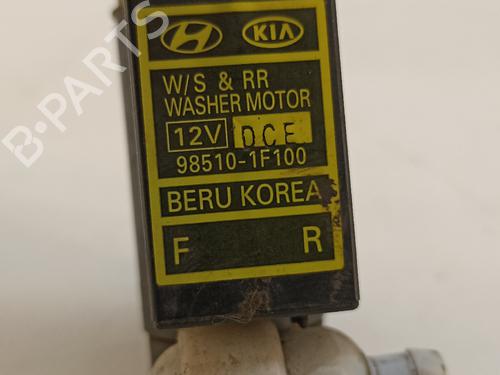 KIA
W/S & RR
WASHER MOTOR
12V DCE
98510-1F100
BERU KOREA
F R
B-PARTS